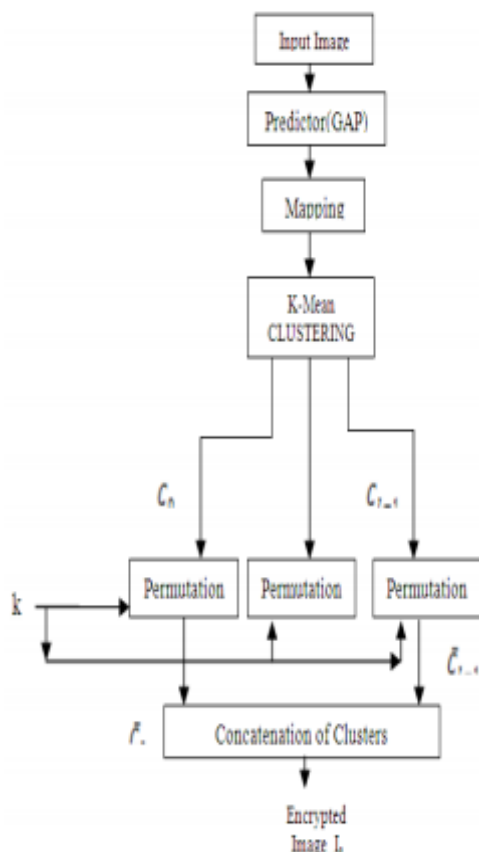 Input Image
Predictor(GAP)
Mapping
K-Mean
CLUSTERING
Permutation
Permutation
Permutation
k
Concatenation of Clusters
Encrypted
Image